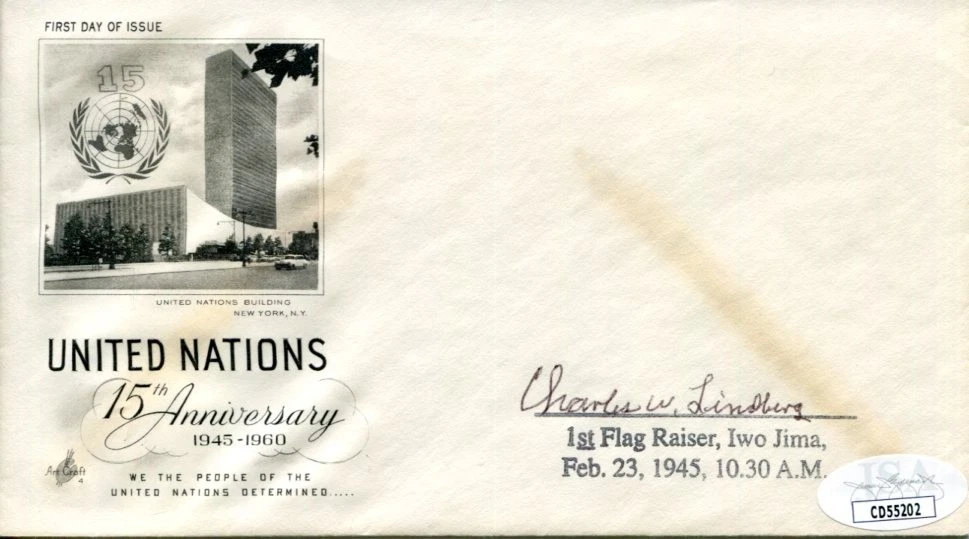 FIRST DAY OF ISSUE
15
UNITED NATIONS BUILDING
NEW YORK, N.Y.
UNITED NATIONS
15th Anniversary
1945-1960
Art Craft
WE THE PEOPLE OF THE
UNITED NATIONS DETERMINED.....
Charles W. Lindberg
1st Flag Raiser, Iwo Jima,
Feb. 23, 1945, 10.30 A.M.
JSA
CD55202